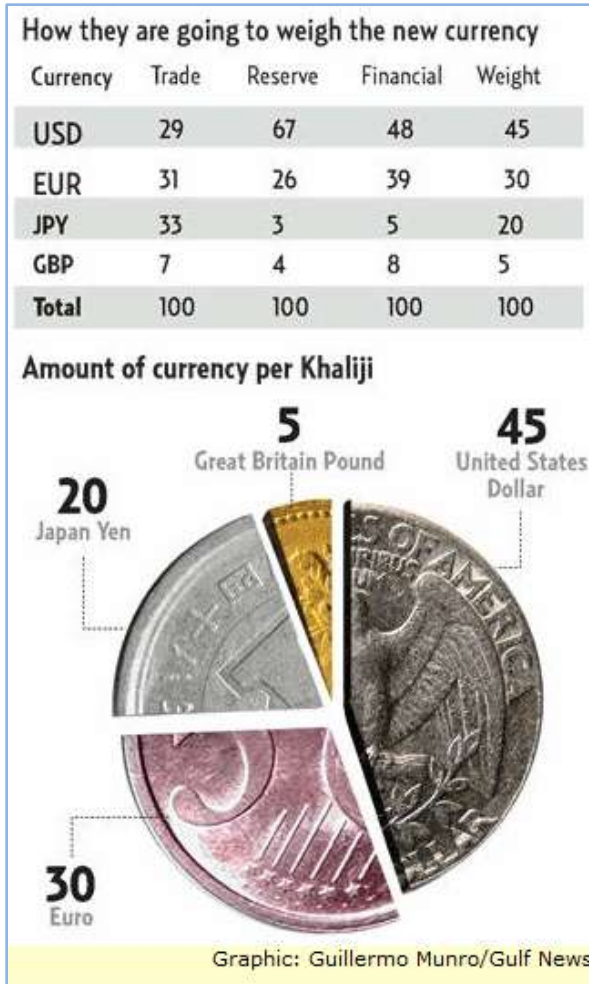 How they are going to weigh the new currency
Currency Trade Reserve Financial Weight
USD 29 67 48 45
EUR 31 26 39 30
JPY 33 3 5 20
GBP 7 4 8 5
Total 100 100 100 100
Amount of currency per Khaliji
5
Great Britain Pound
45
United States
Dollar
20
Japan Yen
S OF AMERICA
30
Euro
Graphic: Guillermo Munro/Gulf News